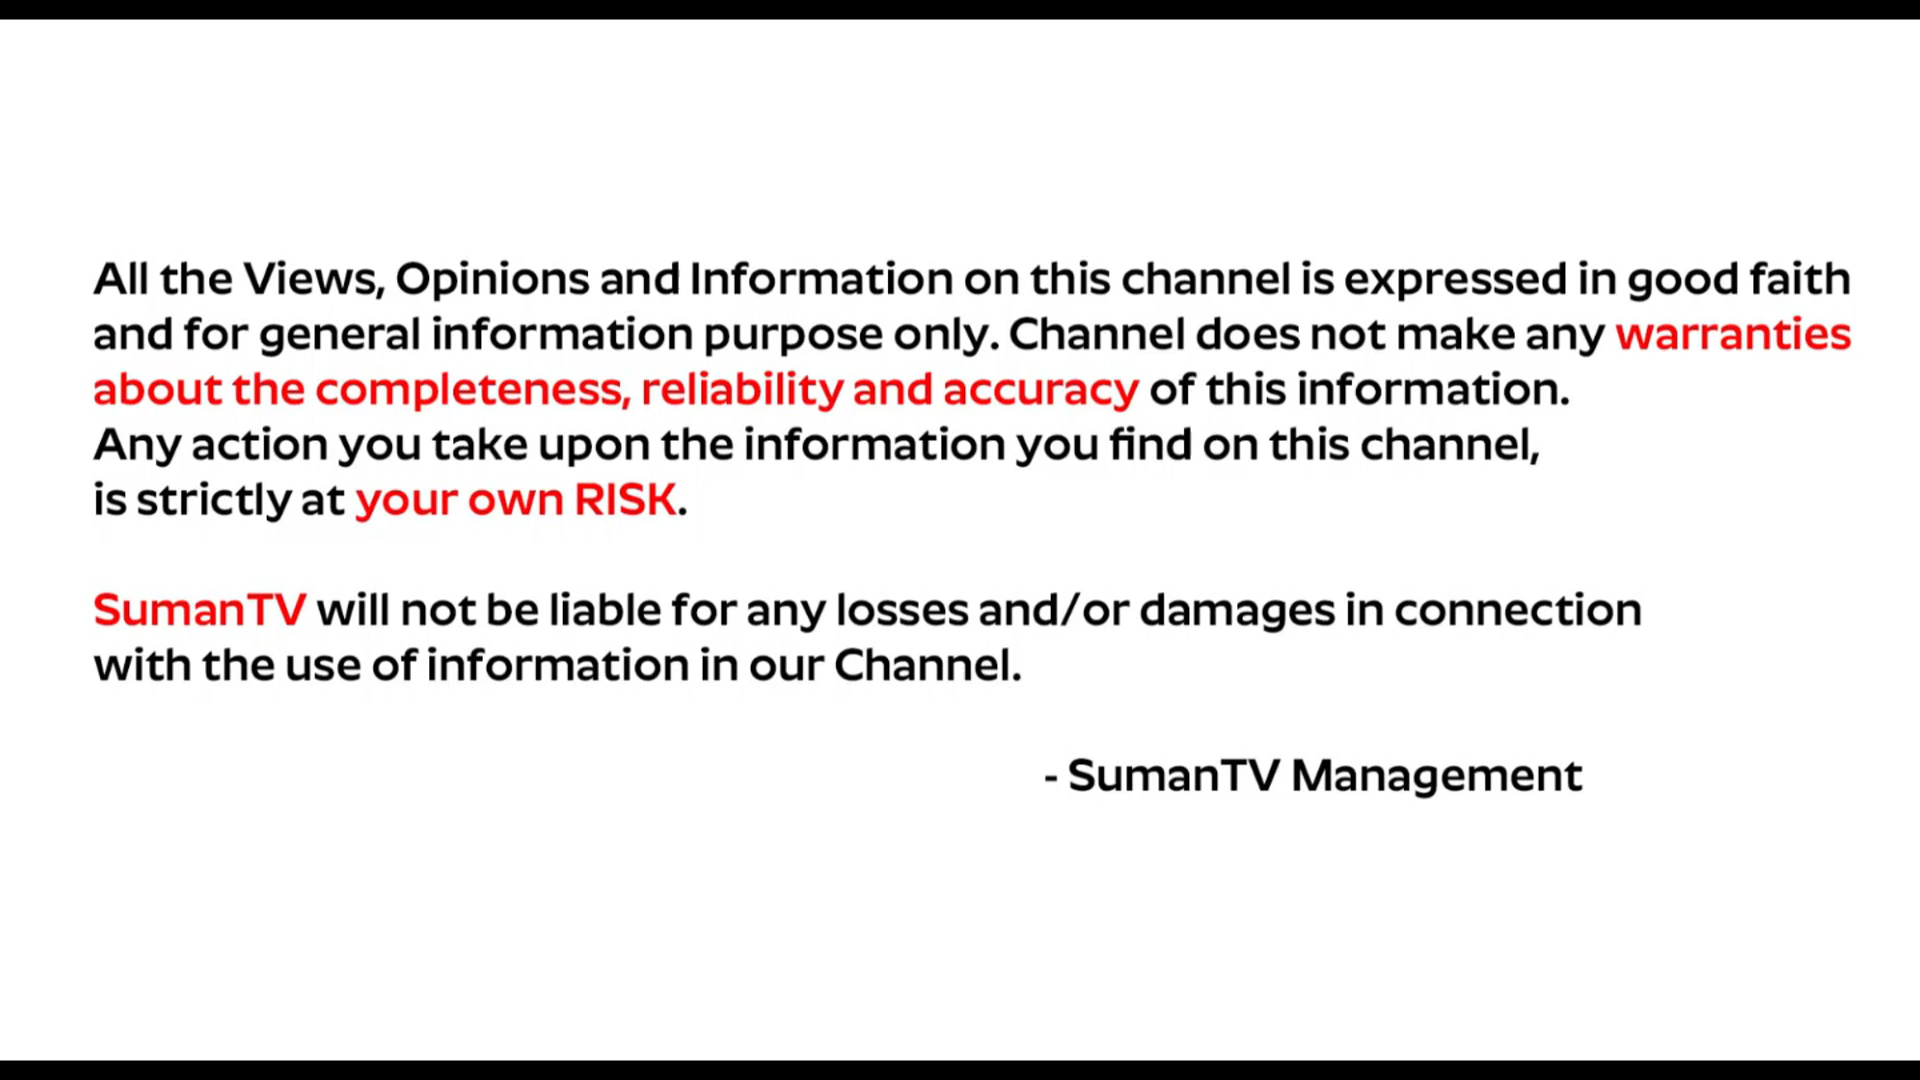 All the Views, Opinions and Information on this channel is expressed in good faith
and for general information purpose only. Channel does not make any warranties
about the completeness, reliability and accuracy of this information.
Any action you take upon the information you find on this channel,
is strictly at your own RISK.
SumanTV will not be liable for any losses and/or damages in connection
with the use of information in our Channel.
- SumanTV Management